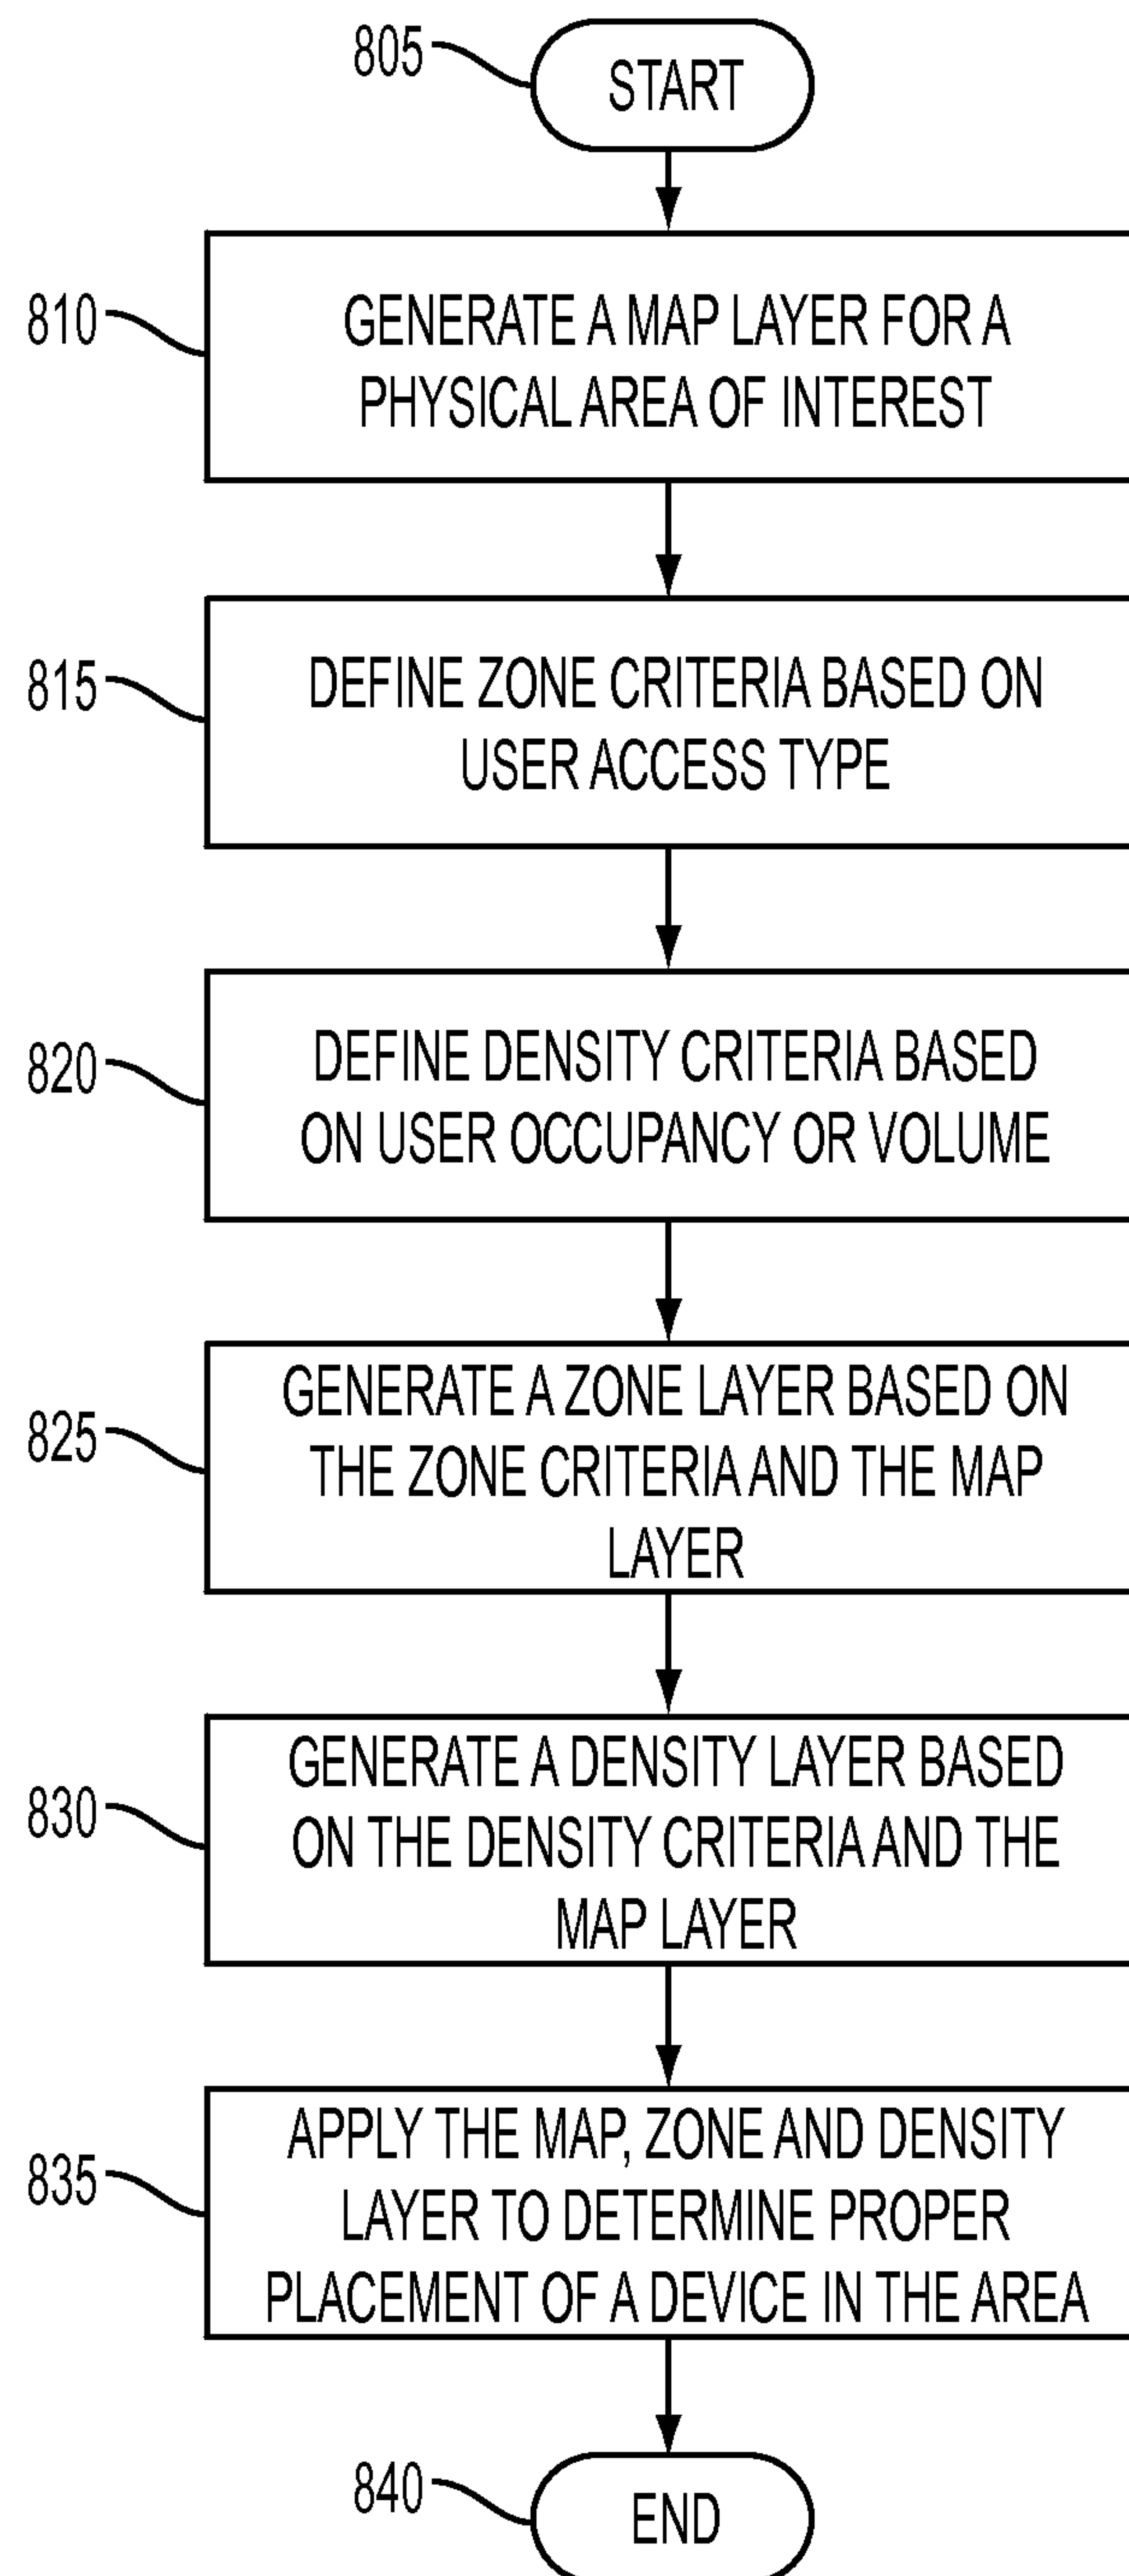 805
START
810
GENERATE A MAP LAYER FOR A
PHYSICAL AREA OF INTEREST
815
DEFINE ZONE CRITERIA BASED ON
USER ACCESS TYPE
820
DEFINE DENSITY CRITERIA BASED
ON USER OCCUPANCY OR VOLUME
825
GENERATE A ZONE LAYER BASED ON
THE ZONE CRITERIA AND THE MAP
LAYER
830
GENERATE A DENSITY LAYER BASED
ON THE DENSITY CRITERIA AND THE
MAP LAYER
835
APPLY THE MAP, ZONE AND DENSITY
LAYER TO DETERMINE PROPER
PLACEMENT OF A DEVICE IN THE AREA
840
END